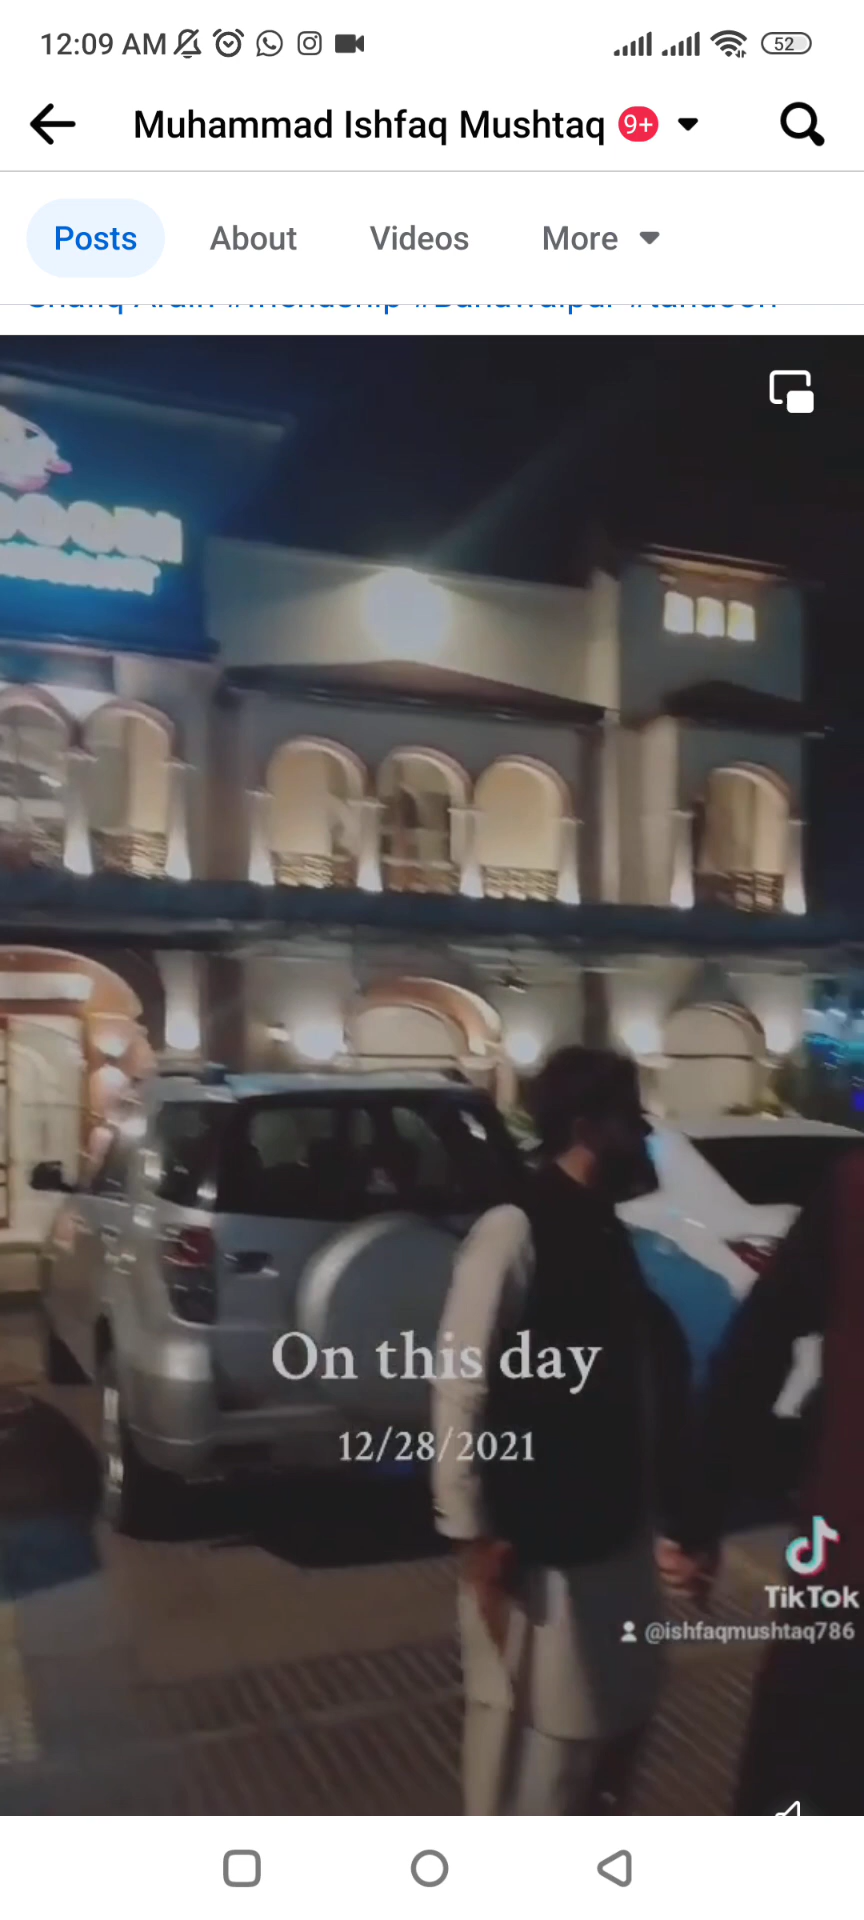 12:09 AM
52
Muhammad Ishfaq Mushtaq 9+
Posts About Videos More
On this day
12/28/2021
TikTok
@ishfaqmushtaq786